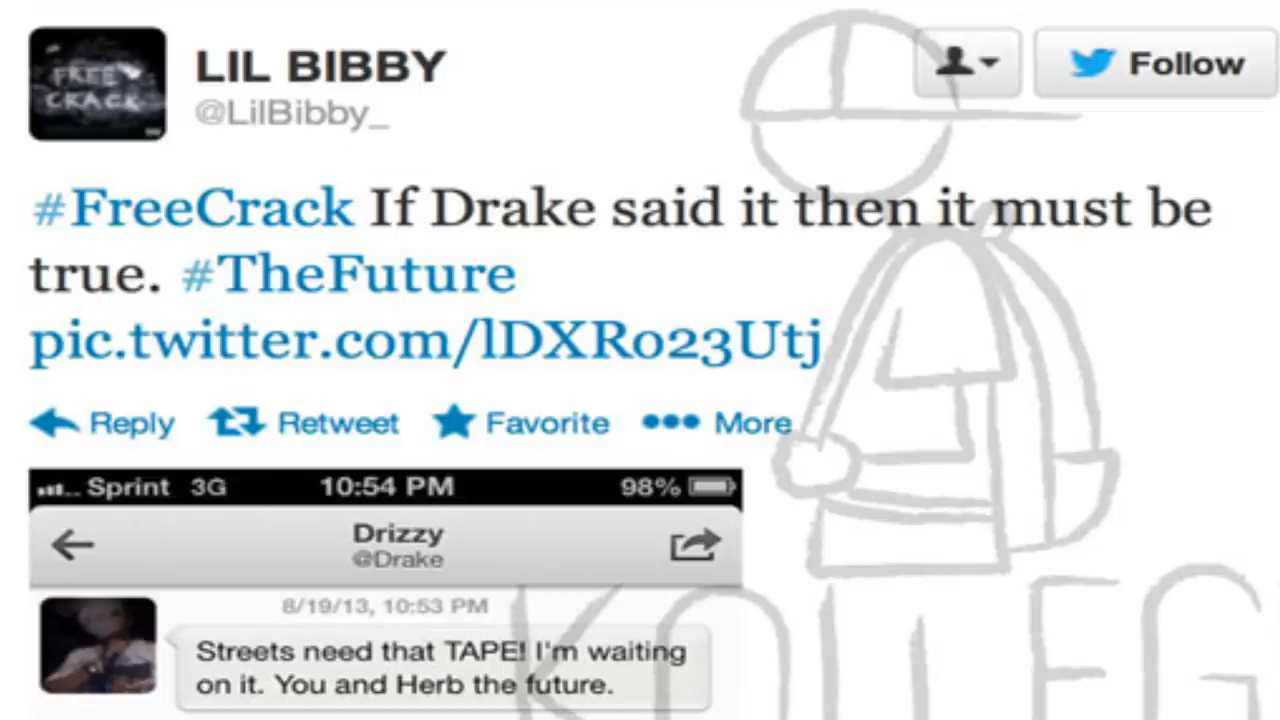 FREE
CRACK
LIL BIBBY
@LilBibby_
Follow
#FreeCrack If Drake said it then it must be
true. #TheFuture
pic.twitter.com/lDXRo23Utj
Reply Retweet Favorite More
Sprint 3G 10:54 PM 98%
Drizzy
@Drake
8/19/13, 10:53 PM
Streets need that TAPE! I'm waiting
on it. You and Herb the future.